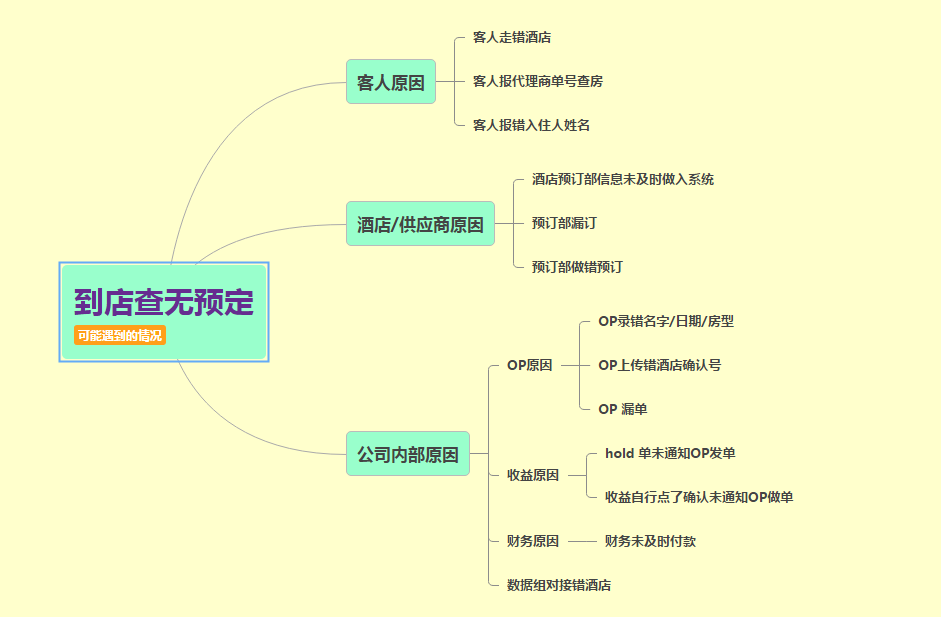 到店查无预定
可能遇到的情况
客人原因
客人走错酒店
客人报代理商单号查房
客人报错入住人姓名
酒店/供应商原因
酒店预订部信息未及时做入系统
预订部漏订
预订部做错预订
公司内部原因
OP原因
OP录错名字/日期/房型
OP上传错酒店确认号
OP 漏单
收益原因
hold 单未通知OP发单
收益自行点了确认未通知OP做单
财务原因
财务未及时付款
数据组对接错酒店